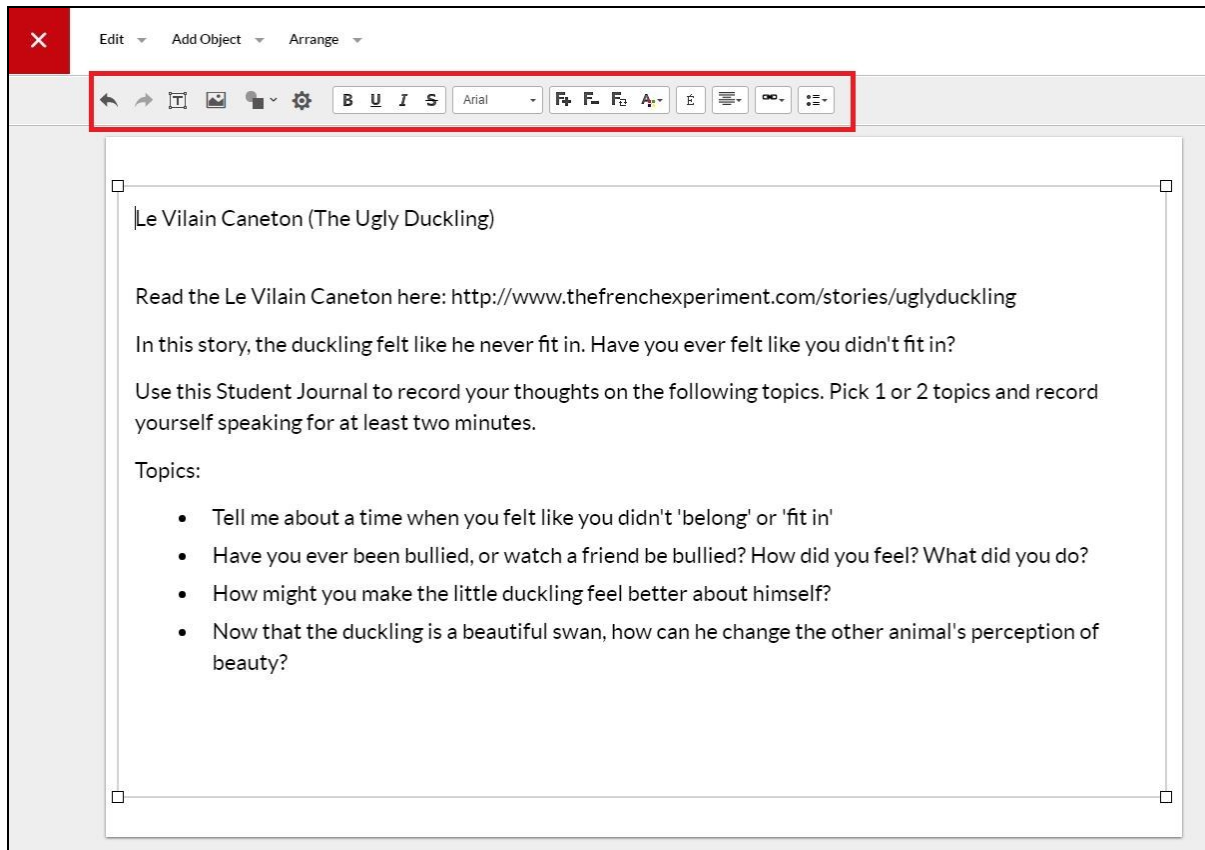 Edit Add Object Arrange
T B U I S Arial F+ F- F A É
Le Vilain Caneton (The Ugly Duckling)
Read the Le Vilain Caneton here: http://www.thefrenchexperiment.com/stories/uglyduckling
In this story, the duckling felt like he never fit in. Have you ever felt like you didn't fit in?
Use this Student Journal to record your thoughts on the following topics. Pick 1 or 2 topics and record
yourself speaking for at least two minutes.
Topics:
• Tell me about a time when you felt like you didn't 'belong' or 'fit in'
• Have you ever been bullied, or watch a friend be bullied? How did you feel? What did you do?
• How might you make the little duckling feel better about himself?
• Now that the duckling is a beautiful swan, how can he change the other animal's perception of
beauty?